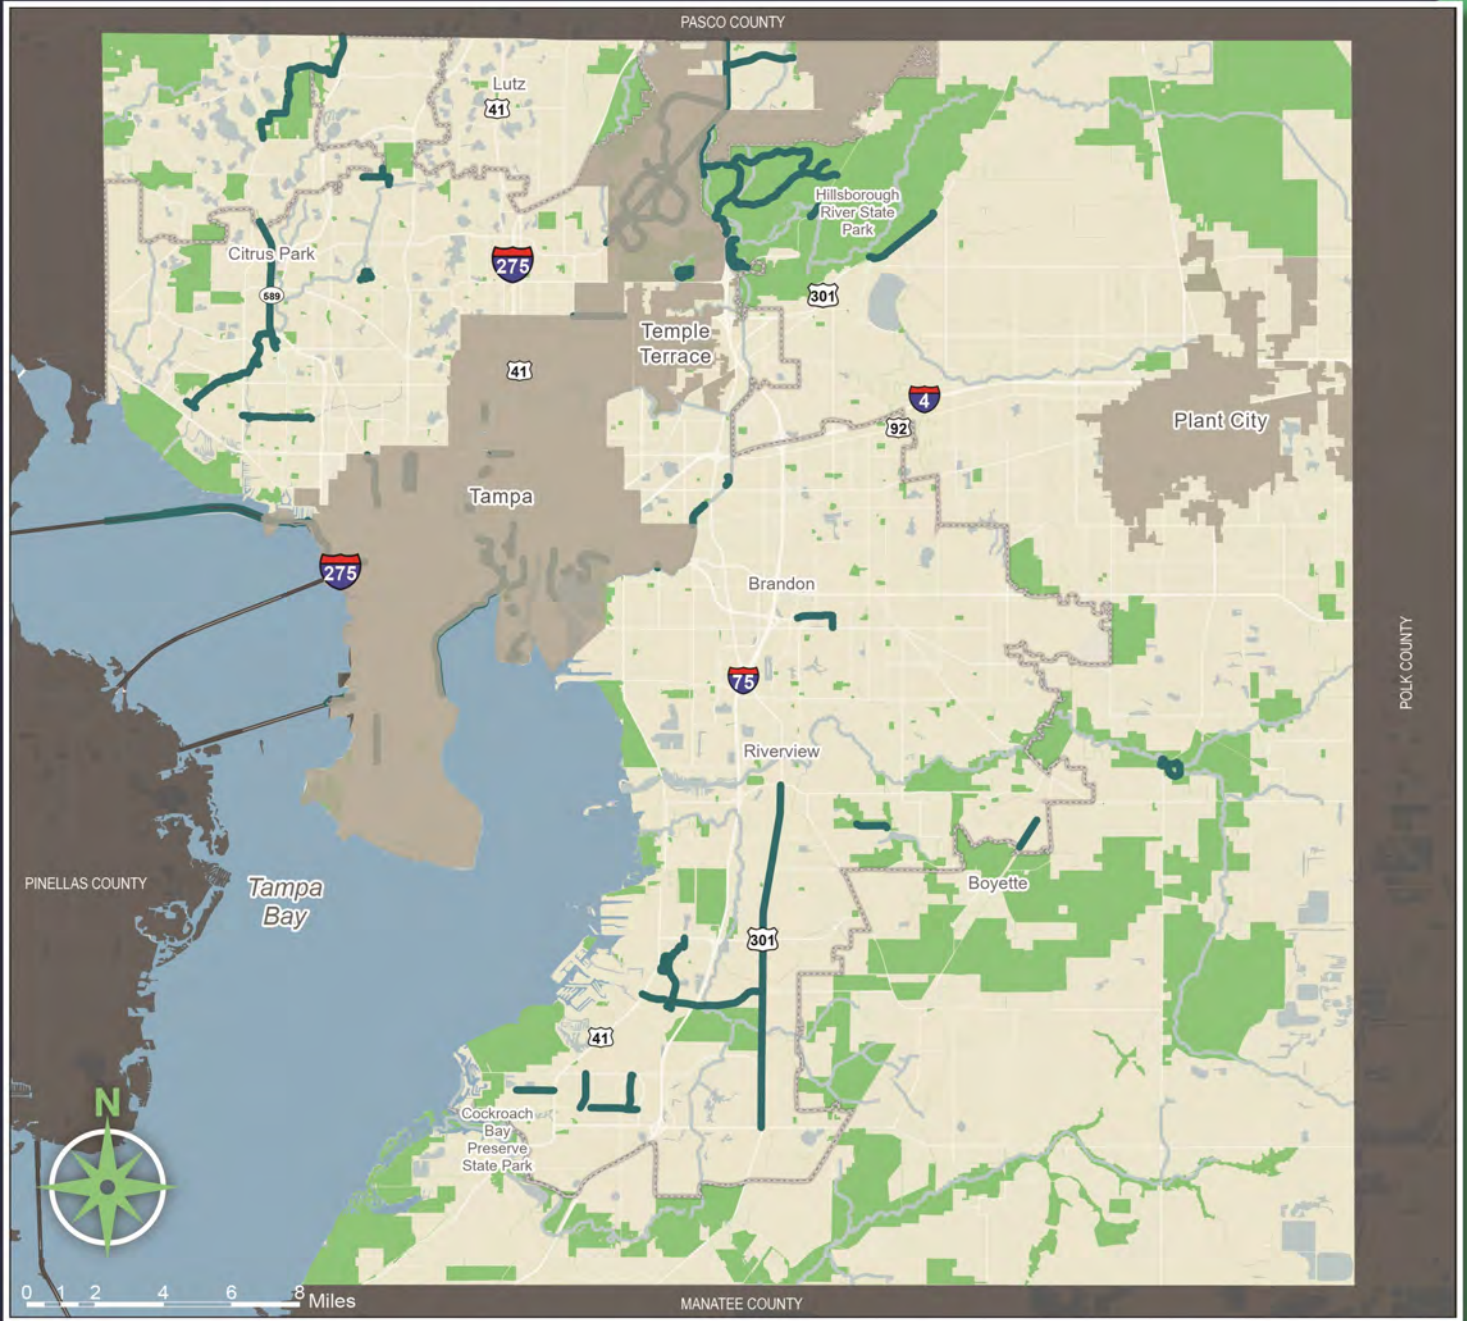 PASCO COUNTY
Lutz
41
Hillsborough
River State
Park
Citrus Park
275
589
301
Temple
Terrace
41
4
92
Plant City
Tampa
275
Brandon
75
POLK COUNTY
Riverview
PINELLAS COUNTY
Tampa
Bay
Boyette
301
41
N
Cockroach
Bay
Preserve
State Park
0 1 2 4 6 8 Miles
MANATEE COUNTY